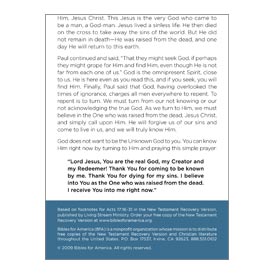 Him, Jesus Christ. This Jesus is the very God who came to
be a man, a God-man. Jesus lived a sinless life. He then died
on the cross to take away the sins of the world. But He did
not remain in death—He was raised from the dead, and one
day He will return to this earth.
Paul continued and said, "That they might seek God, if perhaps
they might grope for Him and find Him, even though He is not
far from each one of us." God is the omnipresent Spirit, close
to us. He is here even as you read this, and if you seek, you will
find Him. Finally, Paul said that God, having overlooked the
times of ignorance, charges all men everywhere to repent. To
repent is to turn. We must turn from our not knowing or our
not acknowledging the true God. As we turn to Him, we must
believe in the One who was raised from the dead, Jesus Christ,
and simply call upon Him. He will forgive us of our sins and
come to live in us, and we will truly know Him.
God does not want to be the Unknown God to you. You can know
Him right now by turning to Him and praying this simple prayer:
"Lord Jesus, You are the real God, my Creator and
my Redeemer! Thank You for coming to be known
by me. Thank You for dying for my sins. I believe
into You as the One who was raised from the dead.
I receive You into me right now."
Based on footnotes for Acts 17:16-31 in the New Testament Recovery Version,
published by Living Stream Ministry. Order your free copy of the New Testament
Recovery Version at www.biblesforamerica.org.
Bibles for America (BFA) is a nonprofit organization whose mission is to distribute
free copies of the New Testament Recovery Version and Christian literature
throughout the United States. P.O. Box 17537, Irvine, CA 92623,
© 2009 Bibles for America. All rights reserved.